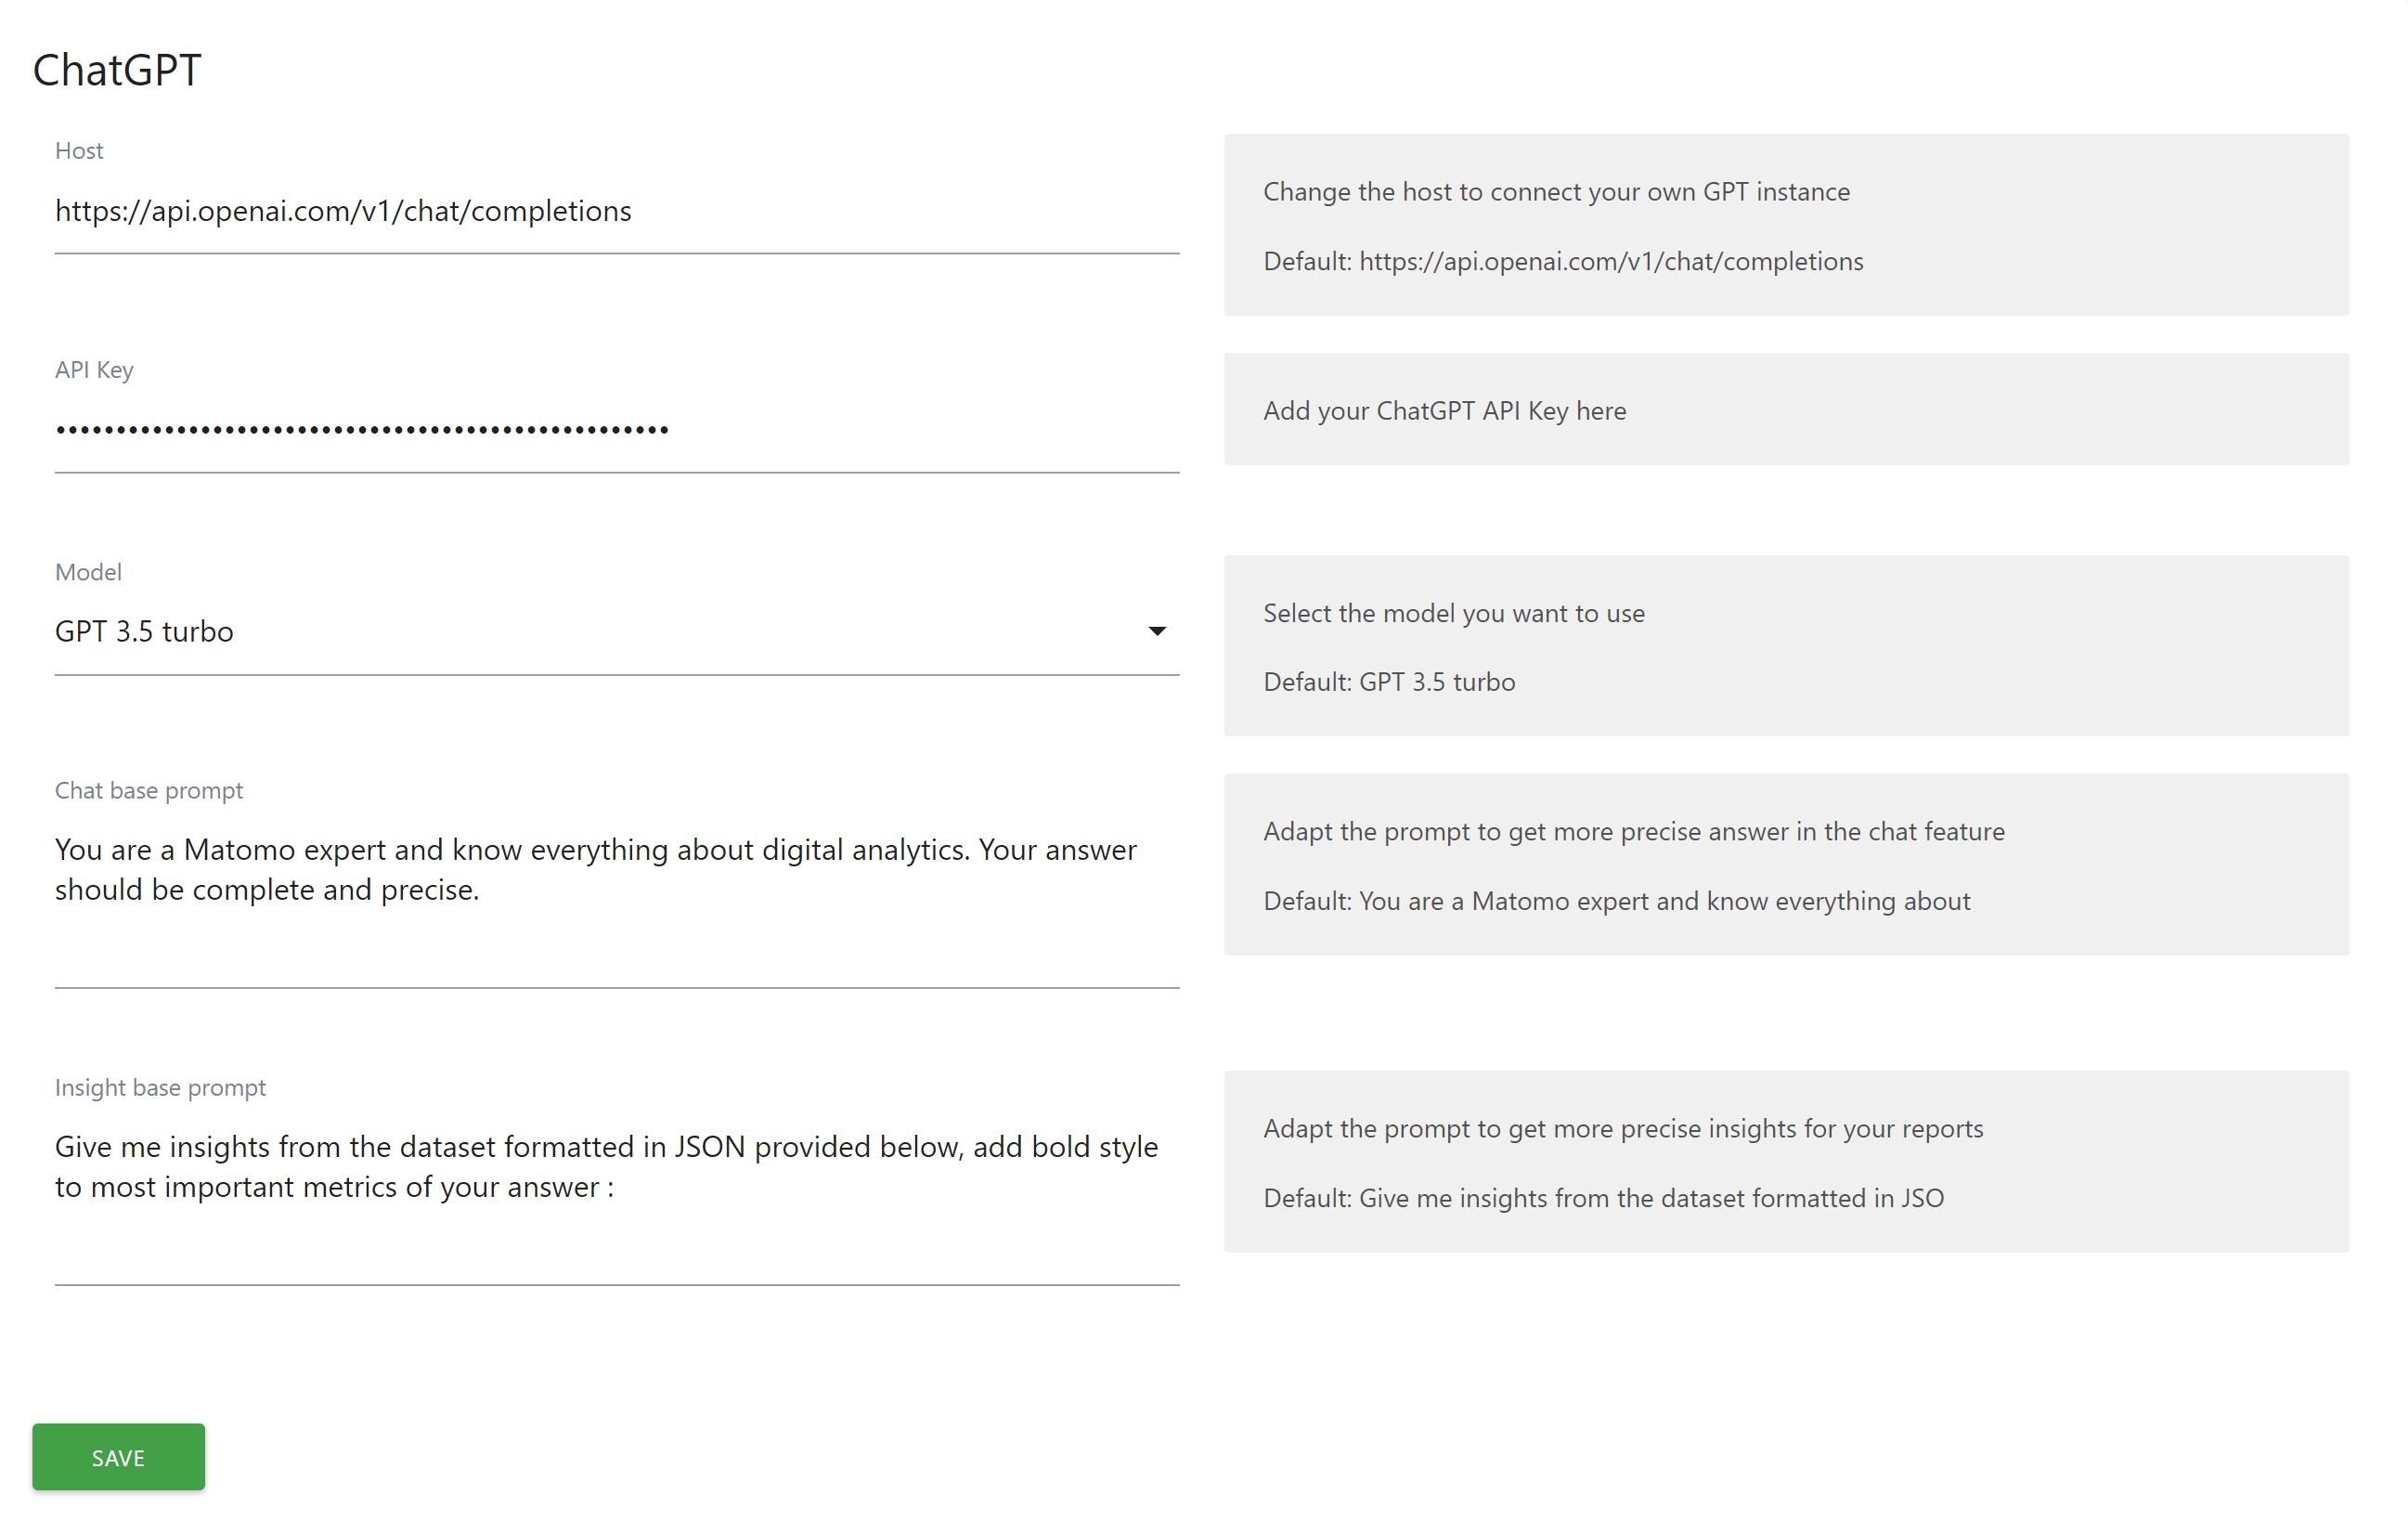 ChatGPT
Host
https://api.openai.com/v1/chat/completions
Change the host to connect your own GPT instance
Default: https://api.openai.com/v1/chat/completions
API Key
•••••••••••••••••••••••••••••••••••••••••••••••••••
Add your ChatGPT API Key here
Model
GPT 3.5 turbo
Select the model you want to use
Default: GPT 3.5 turbo
Chat base prompt
You are a Matomo expert and know everything about digital analytics. Your answer
should be complete and precise.
Adapt the prompt to get more precise answer in the chat feature
Default: You are a Matomo expert and know everything about
Insight base prompt
Give me insights from the dataset formatted in JSON provided below, add bold style
to most important metrics of your answer :
Adapt the prompt to get more precise insights for your reports
Default: Give me insights from the dataset formatted in JSO
SAVE